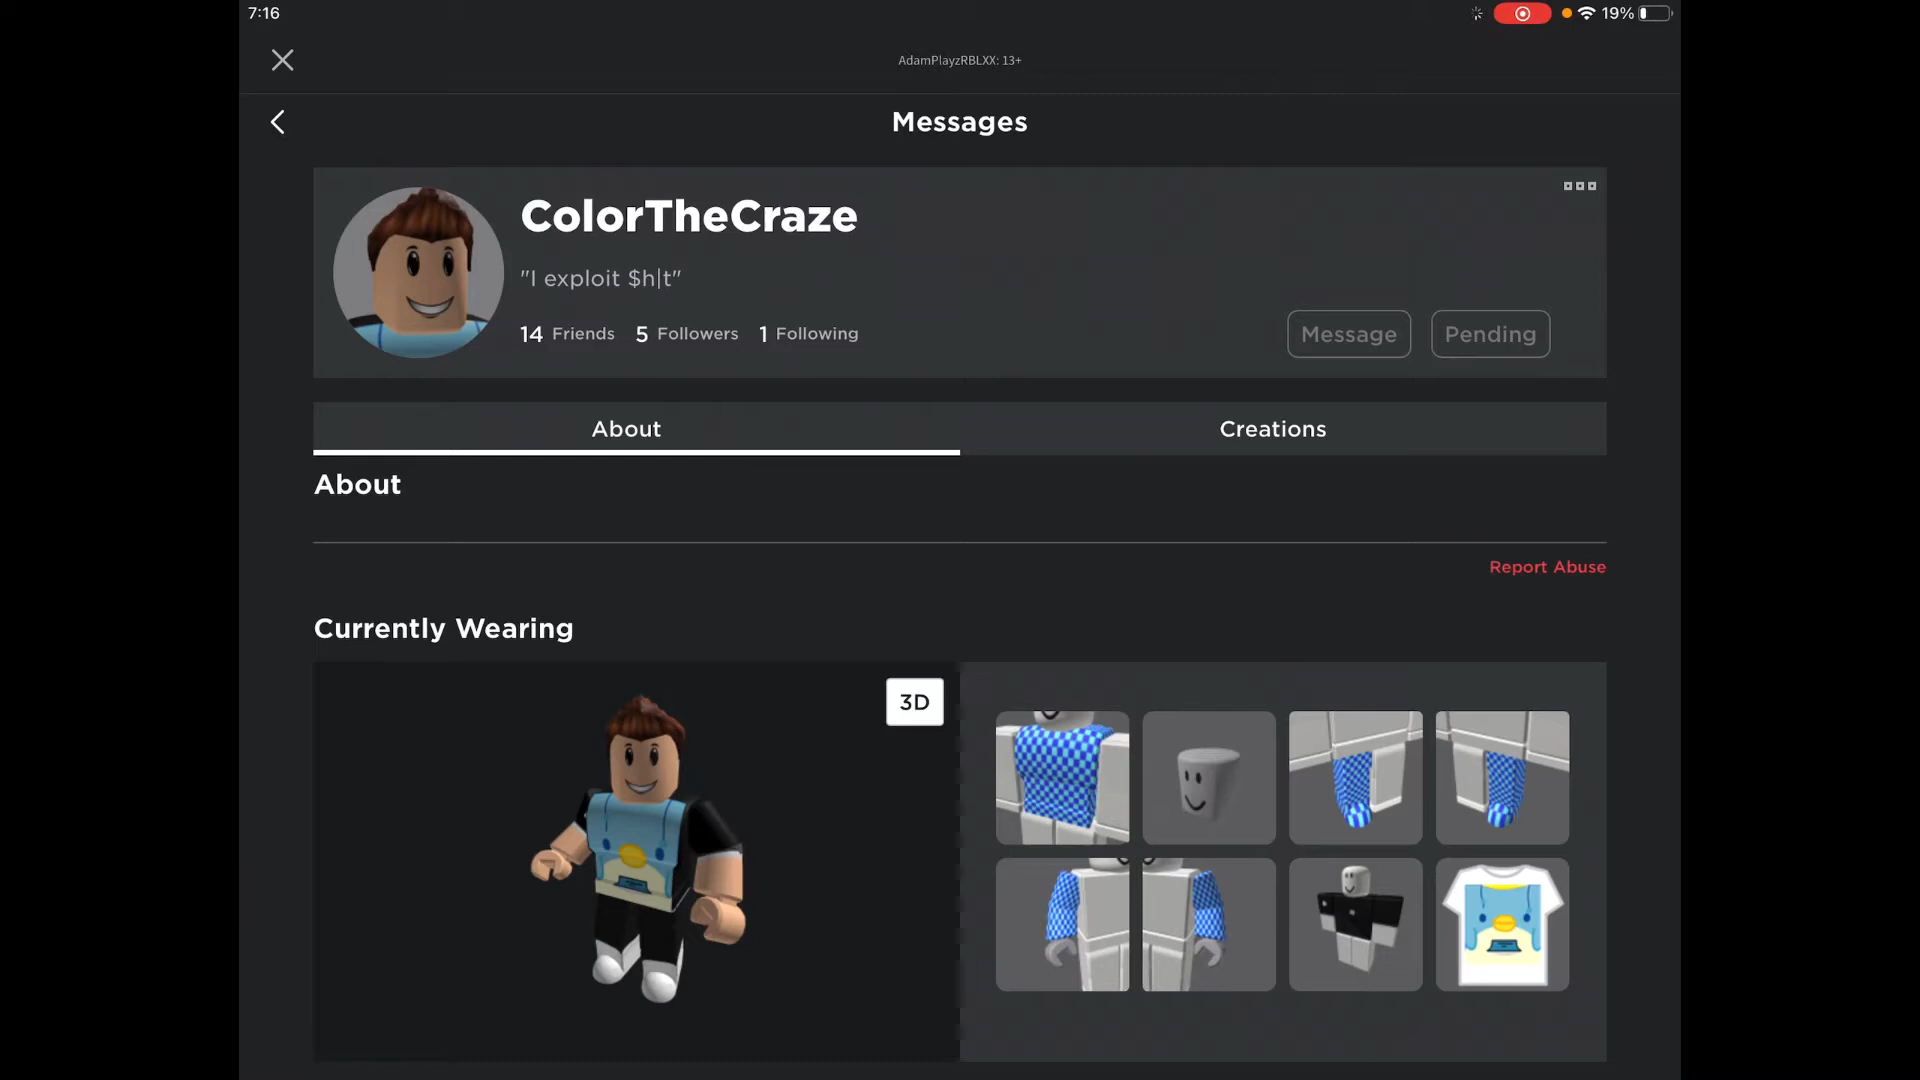 7:16
19%
AdamPlayzRBLXX: 13+
Messages
ColorTheCraze
"I exploit $h|t"
14 Friends 5 Followers 1 Following
Message Pending
About Creations
About
Report Abuse
Currently Wearing
3D